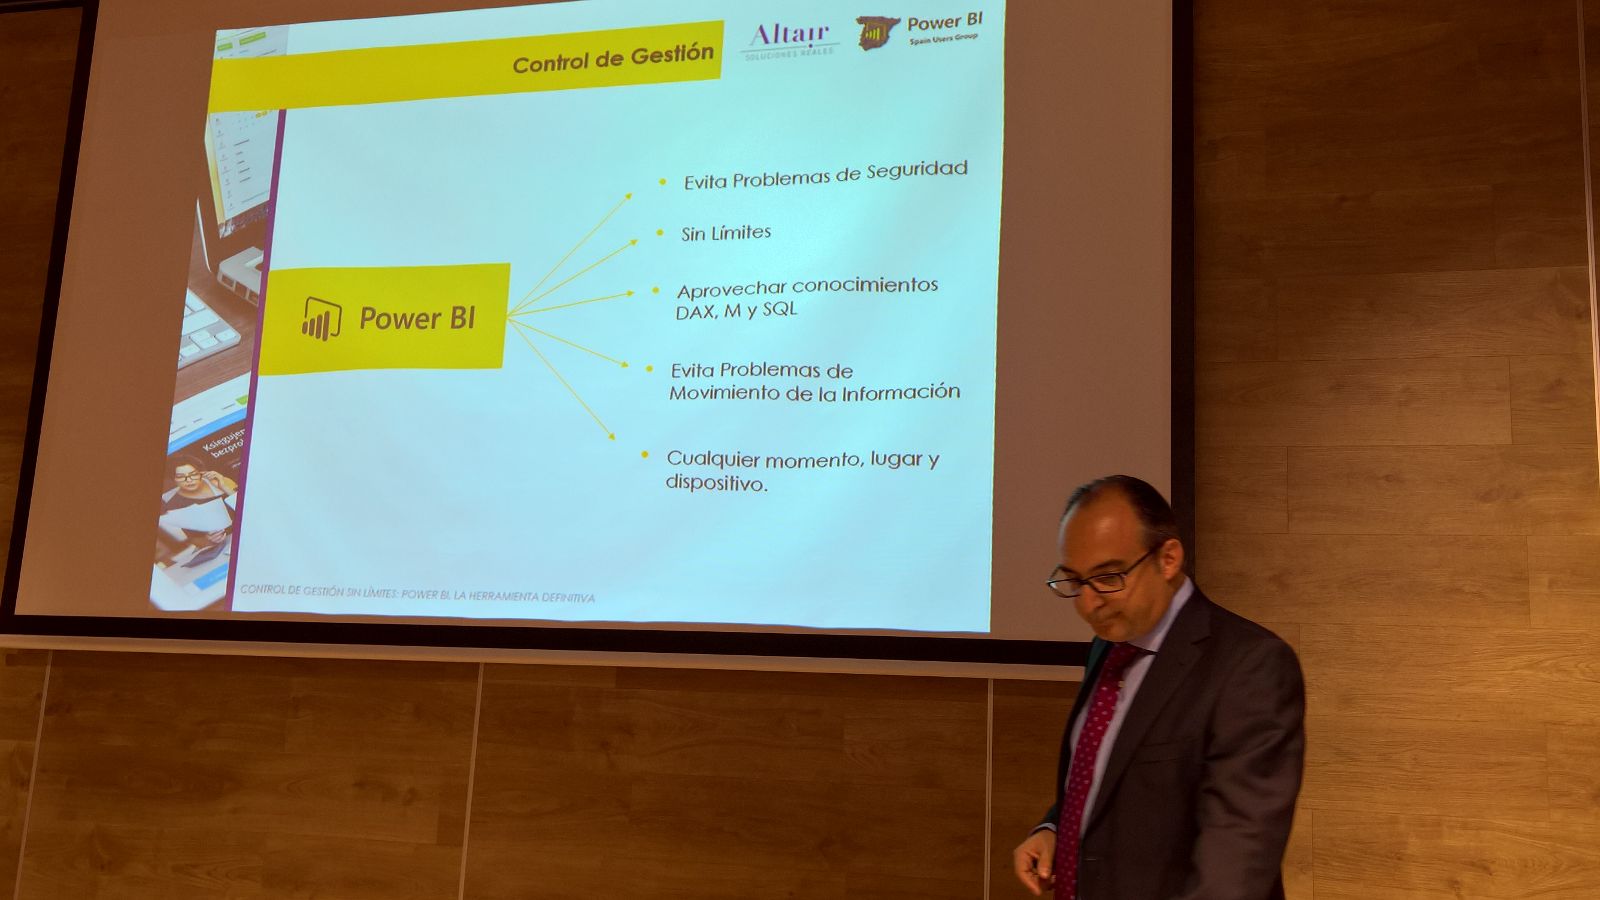 Control de Gestión
Altair
SOLUCIONES REALES
Power BI
Spain Users Group
Evita Problemas de Seguridad
Sin Límites
Aprovechar conocimientos
DAX, M y SQL
Power BI
Evita Problemas de
Movimiento de la Información
Cualquier momento, lugar y
dispositivo.
Księguj
bezpro
CONTROL DE GESTIÓN SIN LÍMITES: POWER BI, LA HERRAMIENTA DEFINITIVA